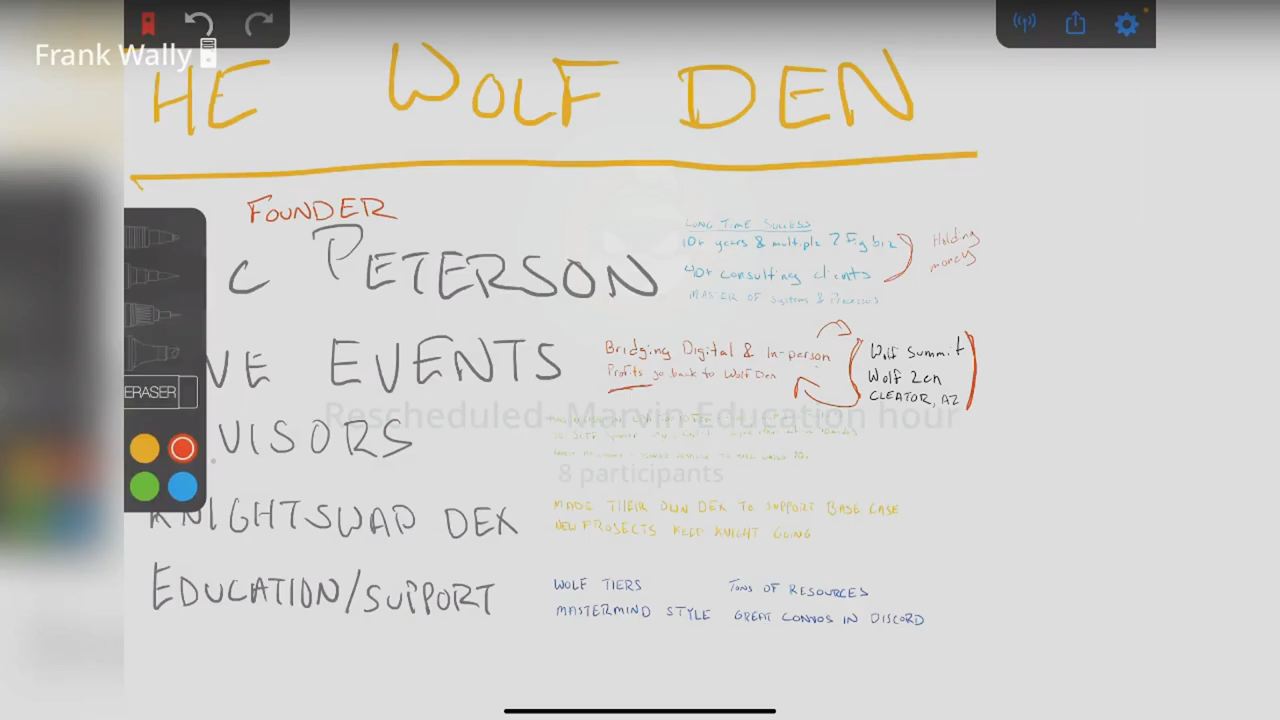 Frank Wally
HE WOLF DEN
FOUNDER
C PETERSON
LONG TIME SUCCESS
10+ years & multiple 7 Fig biz
40+ consulting clients
MASTER OF Systems & Processes
Holding
money
VE EVENTS
Bridging Digital & In-person
Profits go back to Wolf Den
Wolf Summit
Wolf Zen
CLEATOR, AZ
ERASER
VISORS
Rescheduled- Marvin Education hour
8 participants
KNIGHTSWAP DEX
MADE THEIR OWN DEX TO SUPPORT BASE CASE
NEW PROJECTS KEEP KNIGHT GOING
EDUCATION/SUPPORT
WOLF TIERS
TONS OF RESOURCES
MASTERMIND STYLE
GREAT CONVOS IN DISCORD